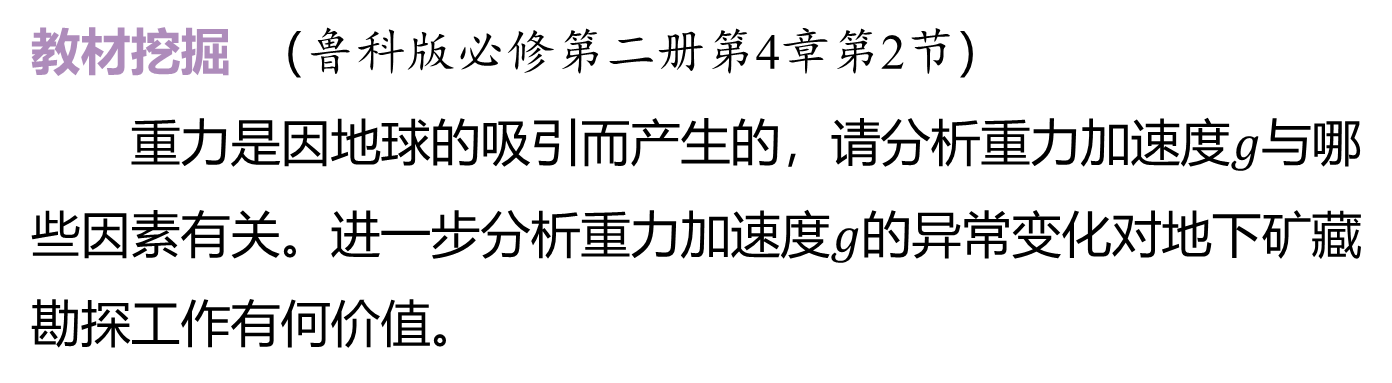 教材挖掘 (鲁科版必修第二册第4章第2节)
重力是因地球的吸引而产生的，请分析重力加速度g与哪
些因素有关。进一步分析重力加速度g的异常变化对地下矿藏
勘探工作有何价值。